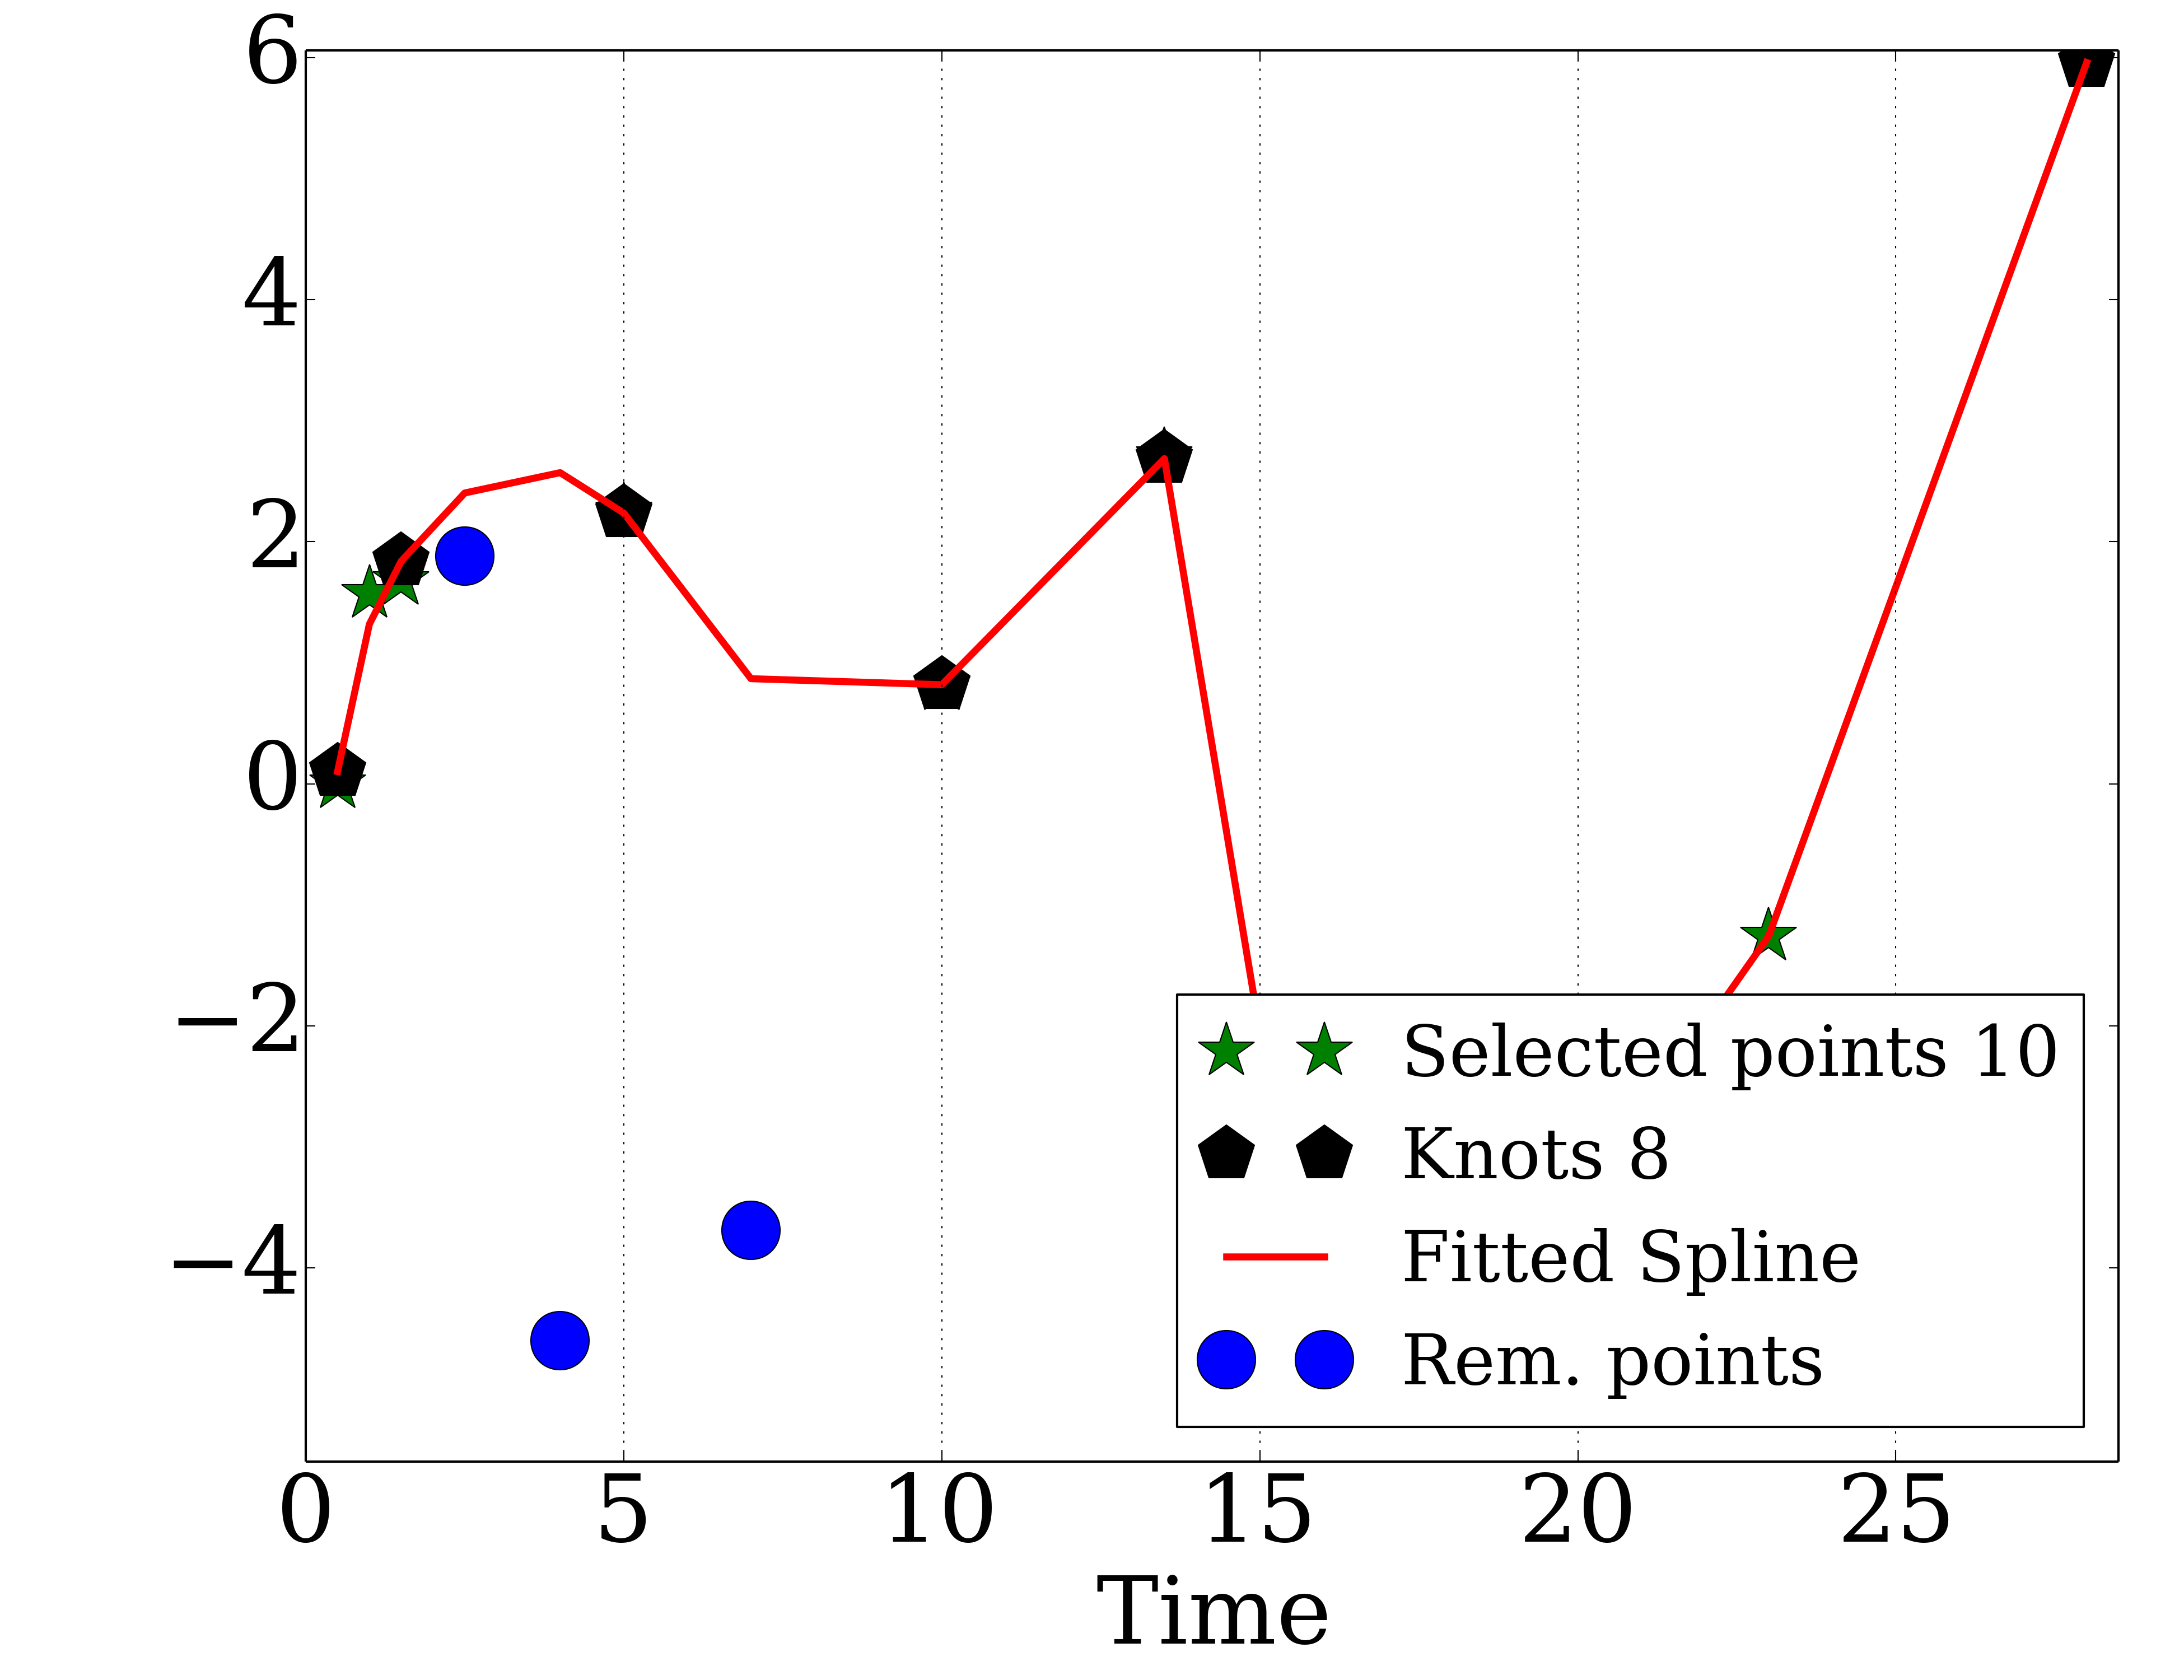 6
4
2
0
−2
−4
Selected points 10
Knots 8
Fitted Spline
Rem. points
0 5 10 15 20 25
Time